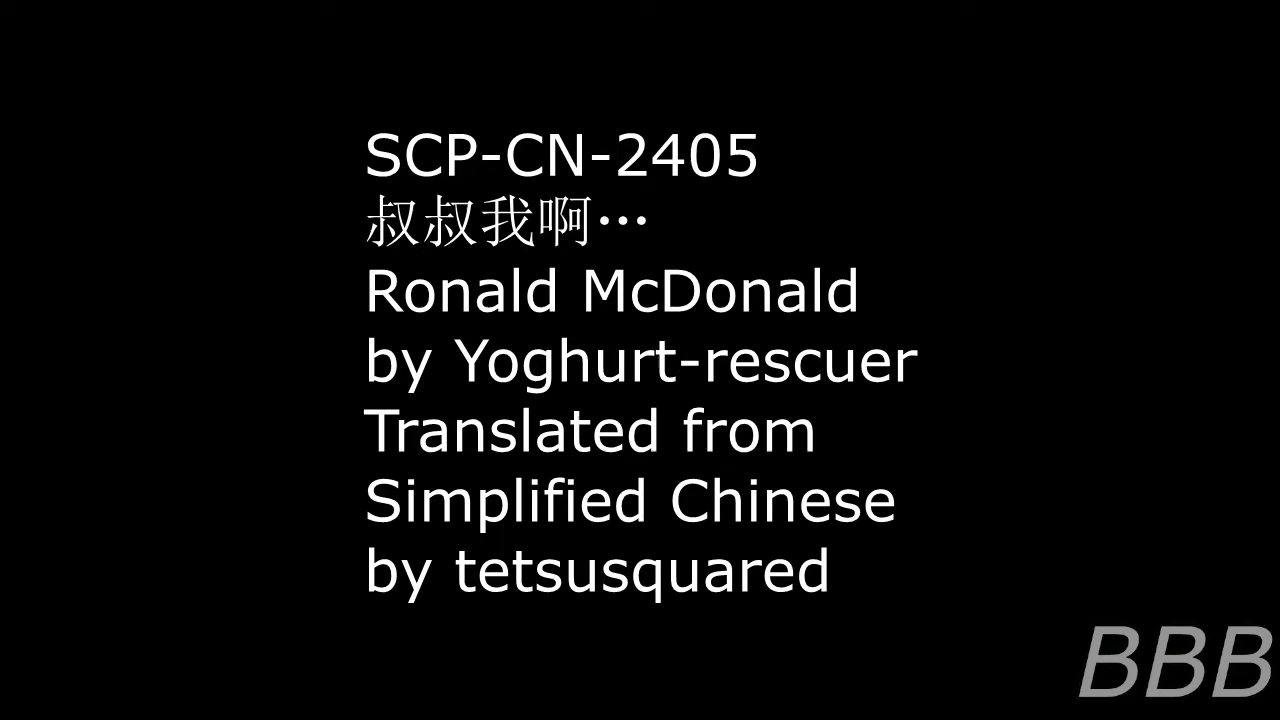 SCP-CN-2405
叔叔我啊…
Ronald McDonald
by Yoghurt-rescuer
Translated from
Simplified Chinese
by tetsusquared
BBB